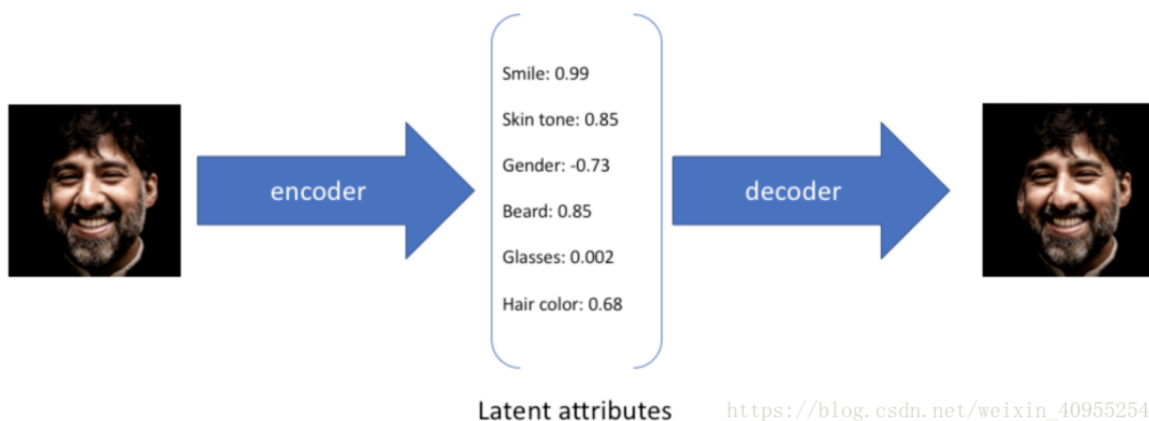 Smile: 0.99
Skin tone: 0.85
Gender: -0.73
Beard: 0.85
Glasses: 0.002
Hair color: 0.68
encoder
decoder
Latent attributes
https://blog.csdn.net/weixin_40955254